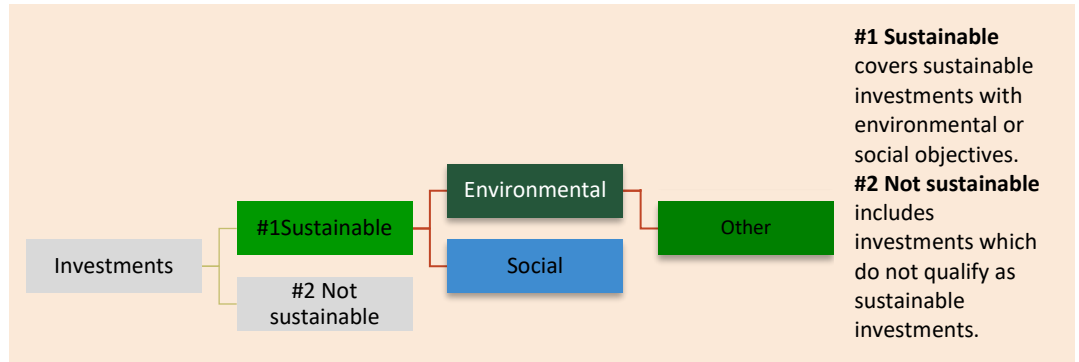 Investments
#1Sustainable
#2 Not
sustainable
Environmental
Social
Other
#1 Sustainable
covers sustainable
investments with
environmental or
social objectives.
#2 Not sustainable
includes
investments which
do not qualify as
sustainable
investments.